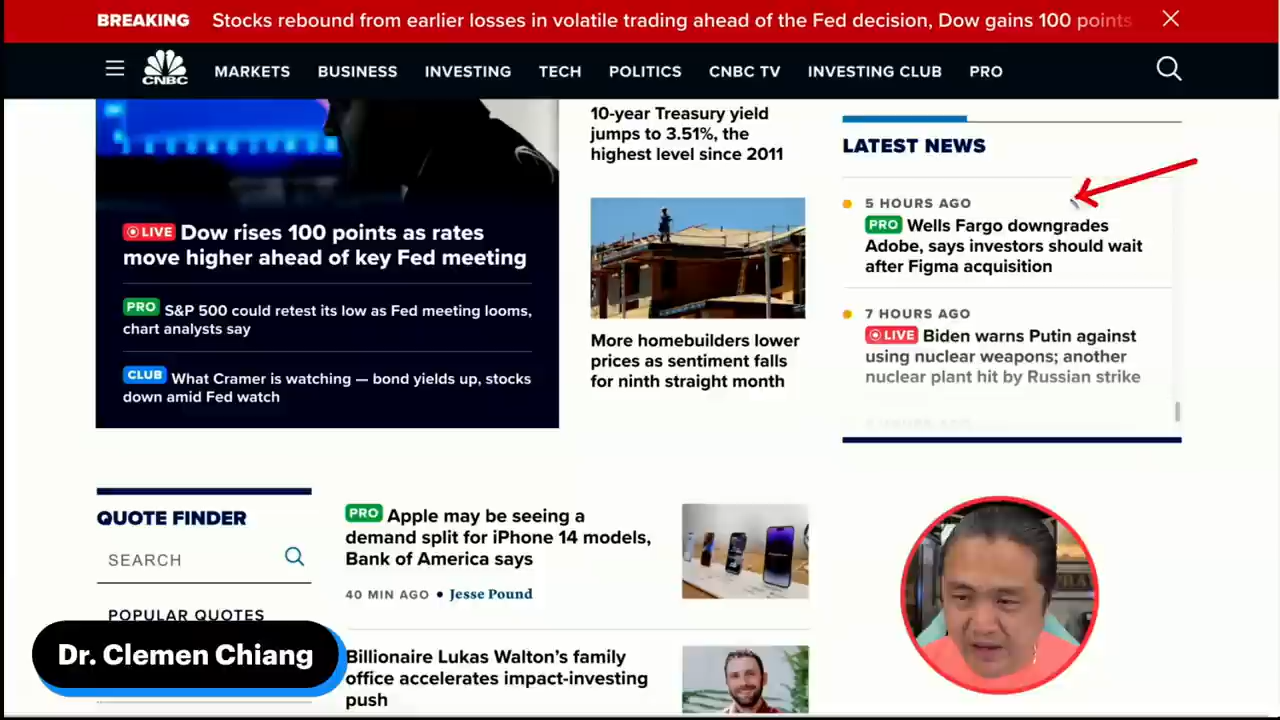 BREAKING Stocks rebound from earlier losses in volatile trading ahead of the Fed decision, Dow gains 100 points
CNBC
MARKETS BUSINESS INVESTING TECH POLITICS CNBC TV INVESTING CLUB PRO
LIVE Dow rises 100 points as rates
move higher ahead of key Fed meeting
PRO S&P 500 could retest its low as Fed meeting looms,
chart analysts say
CLUB What Cramer is watching — bond yields up, stocks
down amid Fed watch
10-year Treasury yield
jumps to 3.51%, the
highest level since 2011
More homebuilders lower
prices as sentiment falls
for ninth straight month
LATEST NEWS
5 HOURS AGO
PRO Wells Fargo downgrades
Adobe, says investors should wait
after Figma acquisition
7 HOURS AGO
LIVE Biden warns Putin against
using nuclear weapons; another
nuclear plant hit by Russian strike
QUOTE FINDER
SEARCH
POPULAR QUOTES
PRO Apple may be seeing a
demand split for iPhone 14 models,
Bank of America says
40 MIN AGO • Jesse Pound
Billionaire Lukas Walton’s family
office accelerates impact-investing
push
Dr. Clemen Chiang